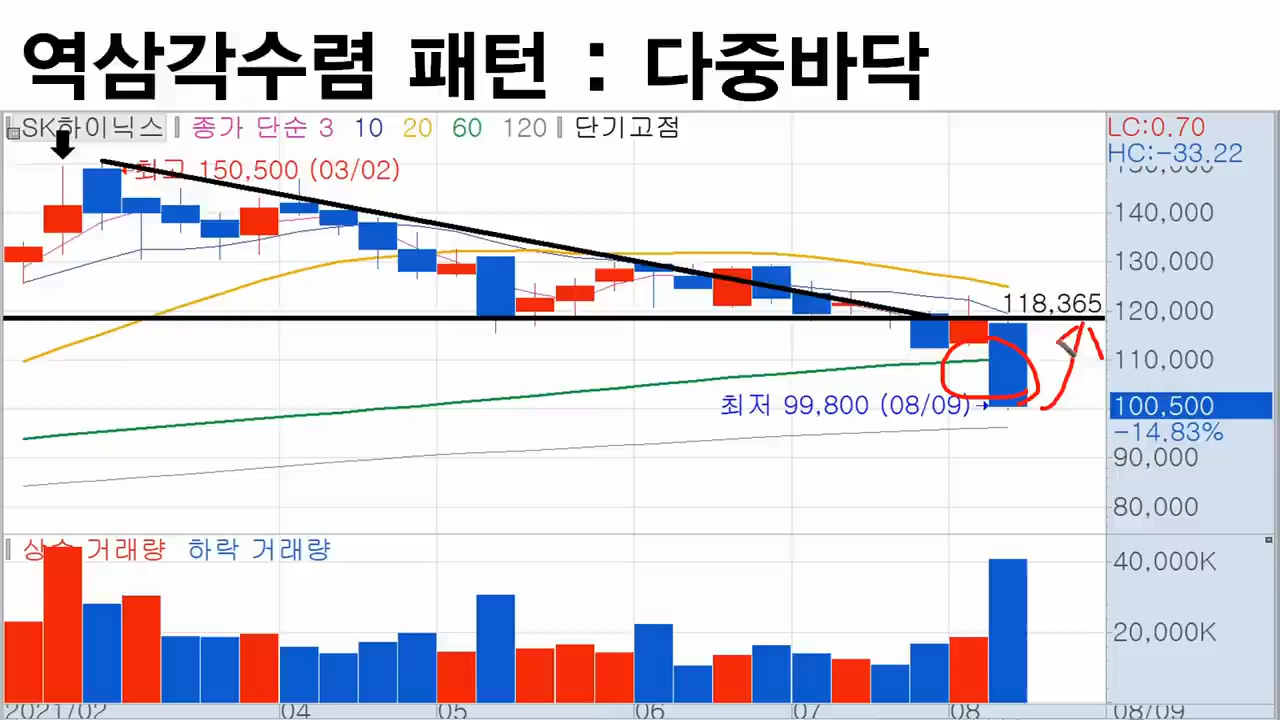 역삼각수렴 패턴 : 다중바닥
SK하이닉스 종가 단순 3 10 20 60 120 단기고점
LC:0.70
HC:-33.22
최고 150,500 (03/02)
150,000
140,000
130,000
118,365
120,000
110,000
최저 99,800 (08/09)
100,500
-14.83%
90,000
80,000
상승 거래량 하락 거래량
40,000K
20,000K
2021/02 04 05 06 07 08 08/09